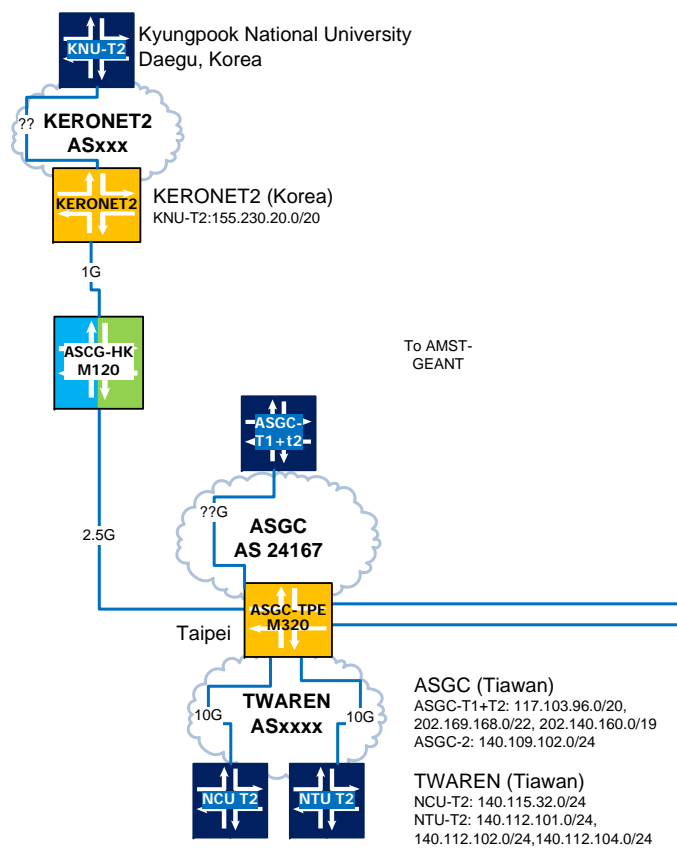 KNU-T2
Kyungpook National University
Daegu, Korea
??
KERONET2
ASxxx
KERONET2
KERONET2 (Korea)
KNU-T2:155.230.20.0/20
1G
ASCG-HK
M120
To AMST-
GEANT
ASGC-
T1+t2
??G
ASGC
AS 24167
2.5G
ASGC-TPE
M320
Taipei
TWAREN
ASxxxx
10G
10G
NCU T2
NTU T2
ASGC (Tiawan)
ASGC-T1+T2: 117.103.96.0/20,
202.169.168.0/22, 202.140.160.0/19
ASGC-2: 140.109.102.0/24
TWAREN (Tiawan)
NCU-T2: 140.115.32.0/24
NTU-T2: 140.112.101.0/24,
140.112.102.0/24,140.112.104.0/24